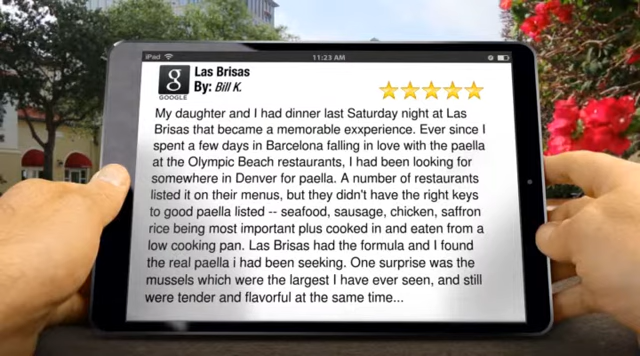 iPod
11:23 AM
g
GOOGLE
Las Brisas
By: Bill K.
My daughter and I had dinner last Saturday night at Las
Brisas that became a memorable exxperience. Ever since I
spent a few days in Barcelona falling in love with the paella
at the Olympic Beach restaurants, I had been looking for
somewhere in Denver for paella. A number of restaurants
listed it on their menus, but they didn't have the right keys
to good paella listed -- seafood, sausage, chicken, saffron
rice being most important plus cooked in and eaten from a
low cooking pan. Las Brisas had the formula and I found
the real paella i had been seeking. One surprise was the
mussels which were the largest I have ever seen, and still
were tender and flavorful at the same time...